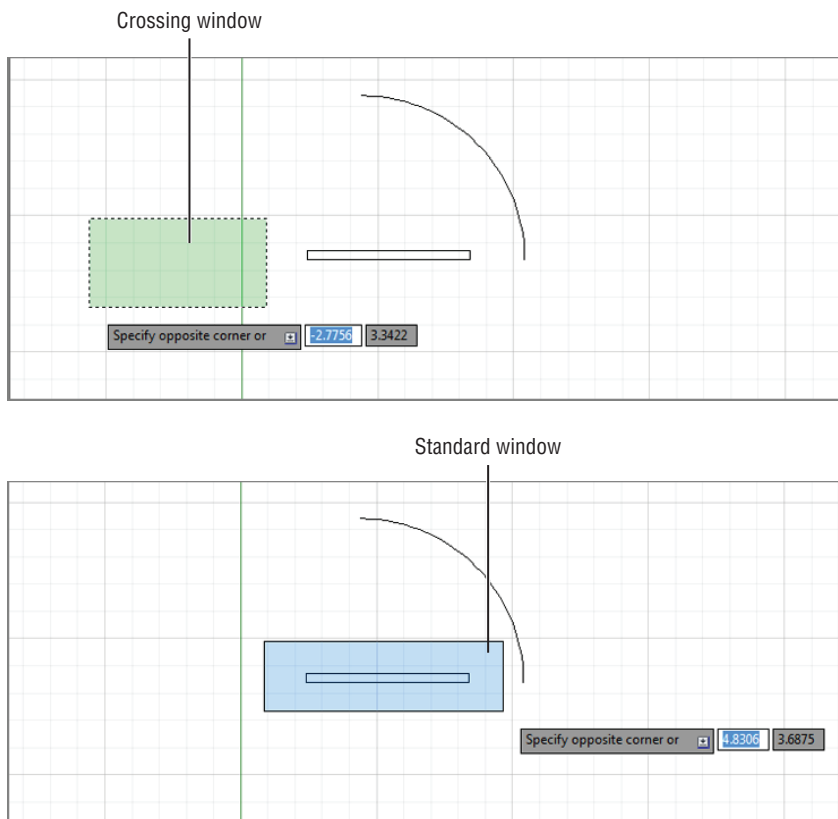 Crossing window
Specify opposite corner or -2.7756 3.3422
Standard window
Specify opposite corner or 4.8306 3.6875